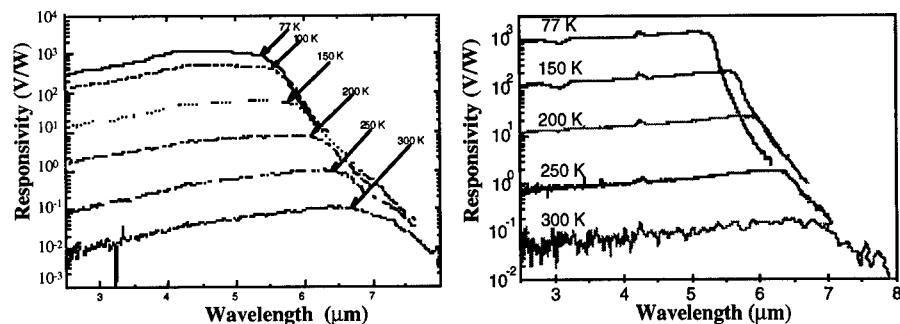 Responsivity (V/W)
10⁴
10³
10²
10¹
10⁰
10⁻¹
10⁻²
10⁻³
77 K
100 K
150 K
200 K
250 K
300 K
3 4 5 6 7
Wavelength (μm)
Responsivity (V/W)
10⁴
10³
10²
10¹
10⁰
10⁻¹
10⁻²
77 K
150 K
200 K
250 K
300 K
3 4 5 6 7 8
Wavelength (μm)